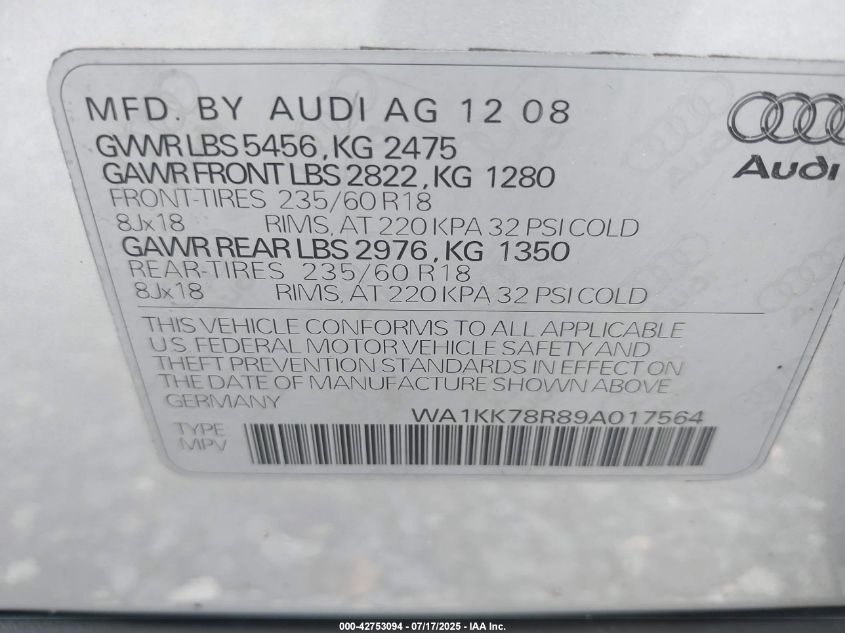 MFD. BY AUDI AG 12 08
GVWR LBS 5456, KG 2475
GAWR FRONT LBS 2822, KG 1280
FRONT-TIRES 235/60 R18
8Jx18 RIMS, AT 220 KPA 32 PSI COLD
GAWR REAR LBS 2976, KG 1350
REAR-TIRES 235/60 R18
8Jx18 RIMS, AT 220 KPA 32 PSI COLD
Audi
THIS VEHICLE CONFORMS TO ALL APPLICABLE
U.S. FEDERAL MOTOR VEHICLE SAFETY AND
THEFT PREVENTION STANDARDS IN EFFECT ON
THE DATE OF MANUFACTURE SHOWN ABOVE
GERMANY
WA1KK78R89A017564
TYPE
MPV
000-42753094 - 07/17/2025 - IAA Inc.